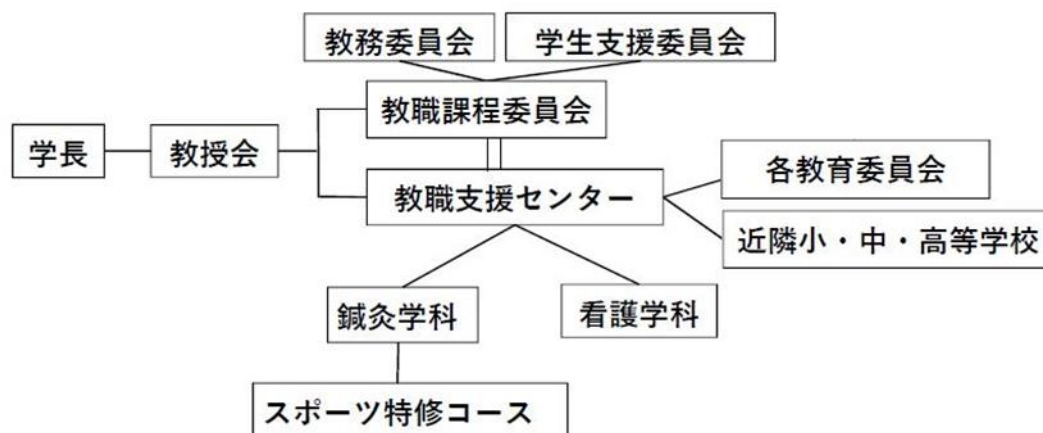 教務委員会
学生支援委員会
教職課程委員会
学長
教授会
教職支援センター
各教育委員会
近隣小・中・高等学校
鍼灸学科
看護学科
スポーツ特修コース